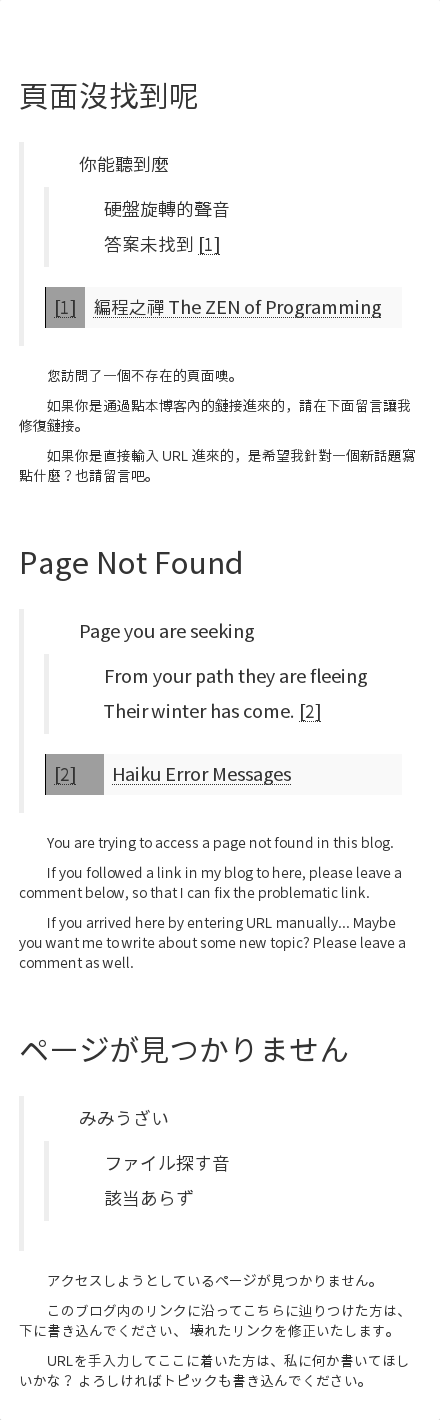 頁面沒找到呢
你能聽到麼
硬盤旋轉的聲音
答案未找到 [1]
[1] 編程之禪 The ZEN of Programming
您訪問了一個不存在的頁面噢。
如果你是通過點本博客內的鏈接進來的，請在下面留言讓我
修復鏈接。
如果你是直接輸入 URL 進來的，是希望我針對一個新話題寫
點什麼？也請留言吧。
Page Not Found
Page you are seeking
From your path they are fleeing
Their winter has come. [2]
[2] Haiku Error Messages
You are trying to access a page not found in this blog.
If you followed a link in my blog to here, please leave a
comment below, so that I can fix the problematic link.
If you arrived here by entering URL manually... Maybe
you want me to write about some new topic? Please leave a
comment as well.
ページが見つかりません
みみうざい
ファイル探す音
該当あらず
アクセスしようとしているページが見つかりません。
このブログ内のリンクに沿ってこちらに辿りつけた方は、
下に書き込んでください、 壊れたリンクを修正いたします。
URLを手入力してここに着いた方は、私に何か書いてほし
いかな？ よろしければトピックも書き込んでください。